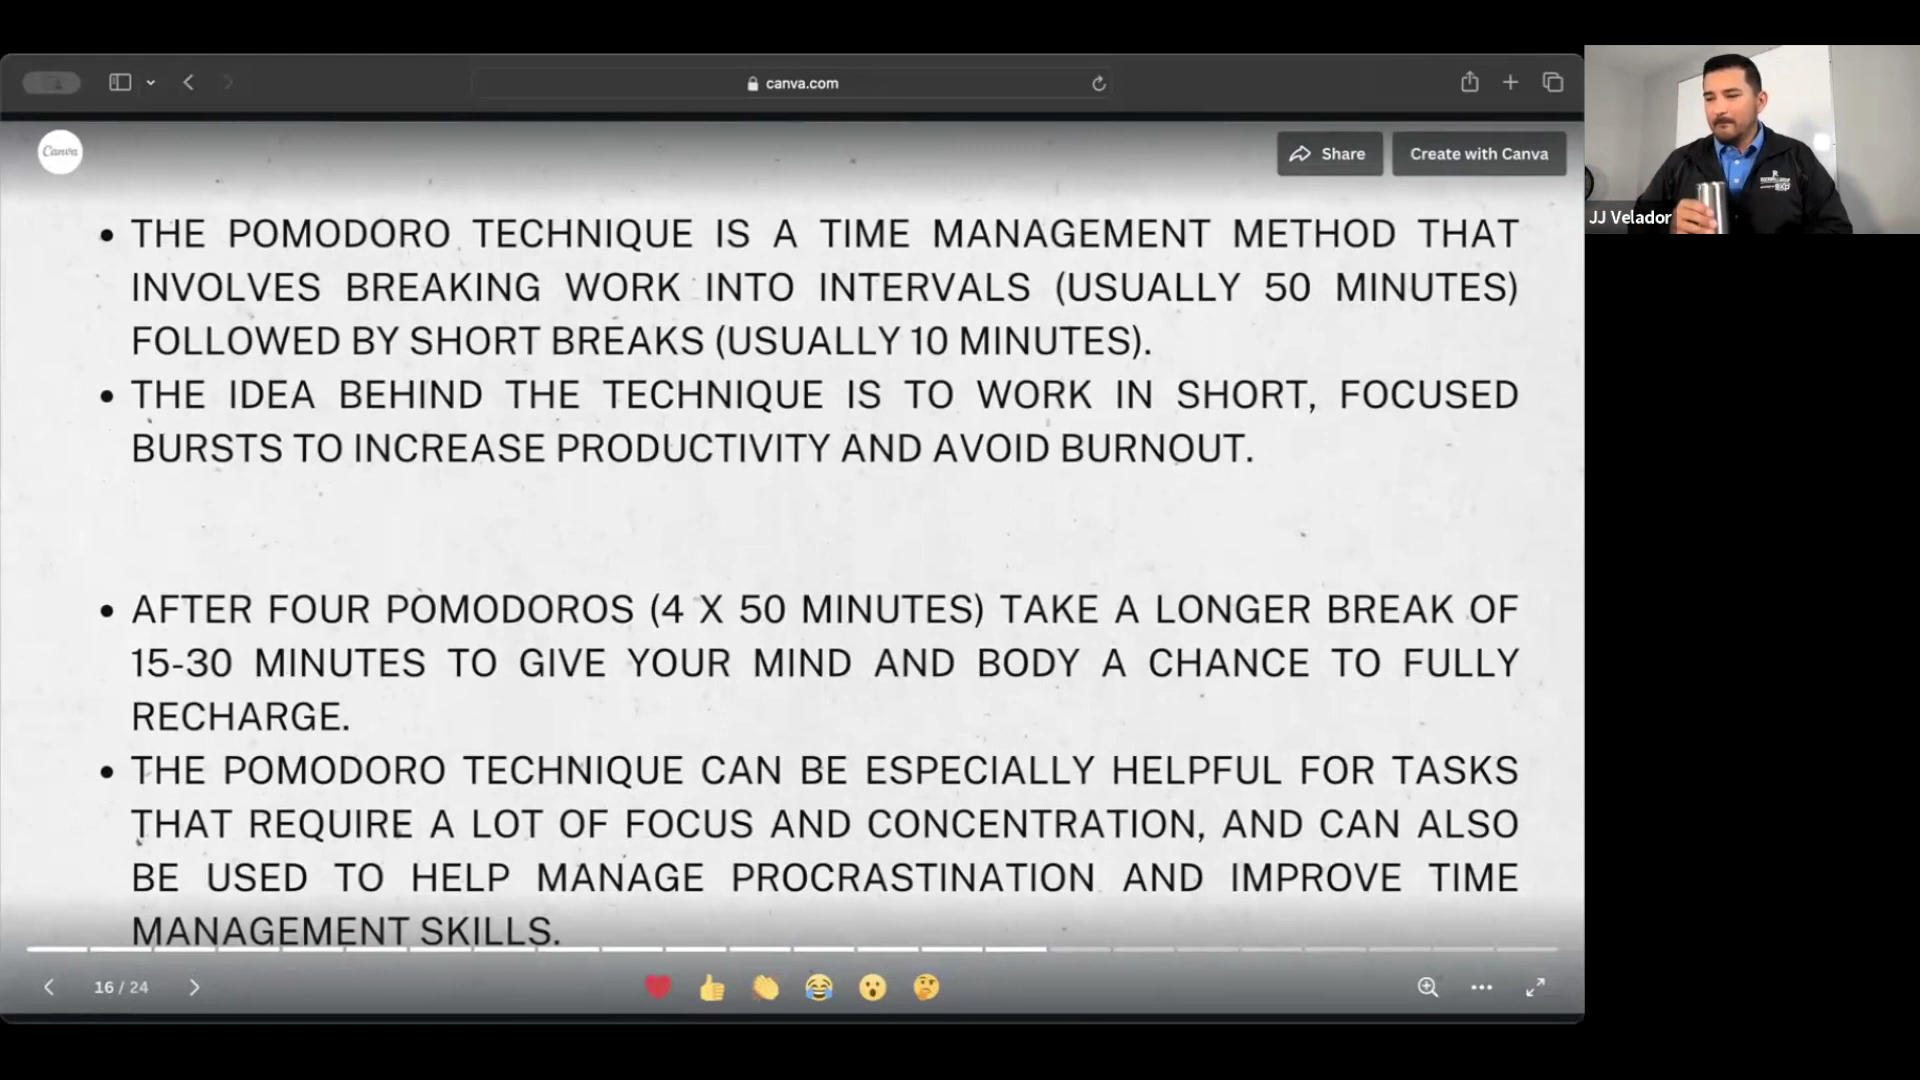 canva.com
Canva
Share
Create with Canva
JJ Velador
• THE POMODORO TECHNIQUE IS A TIME MANAGEMENT METHOD THAT
INVOLVES BREAKING WORK INTO INTERVALS (USUALLY 50 MINUTES)
FOLLOWED BY SHORT BREAKS (USUALLY 10 MINUTES).
• THE IDEA BEHIND THE TECHNIQUE IS TO WORK IN SHORT, FOCUSED
BURSTS TO INCREASE PRODUCTIVITY AND AVOID BURNOUT.
• AFTER FOUR POMODOROS (4 X 50 MINUTES) TAKE A LONGER BREAK OF
15-30 MINUTES TO GIVE YOUR MIND AND BODY A CHANCE TO FULLY
RECHARGE.
• THE POMODORO TECHNIQUE CAN BE ESPECIALLY HELPFUL FOR TASKS
THAT REQUIRE A LOT OF FOCUS AND CONCENTRATION, AND CAN ALSO
BE USED TO HELP MANAGE PROCRASTINATION AND IMPROVE TIME
MANAGEMENT SKILLS.
16 / 24